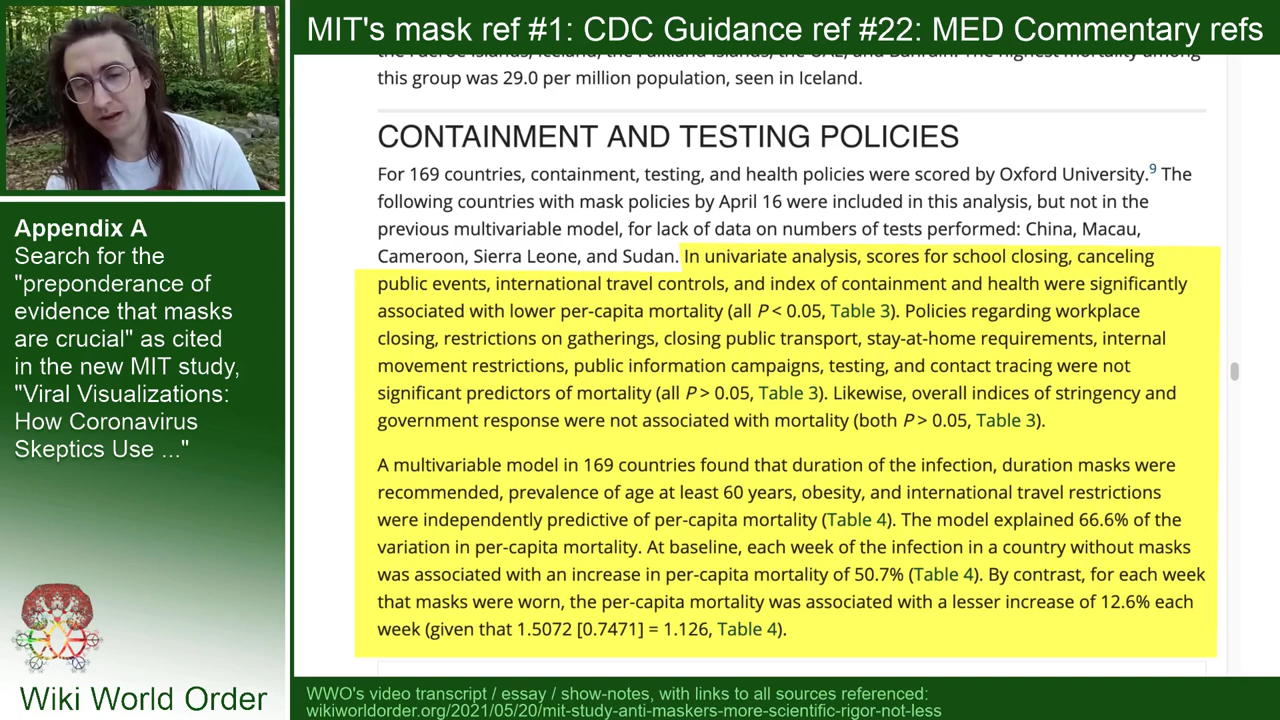 MIT's mask ref #1: CDC Guidance ref #22: MED Commentary refs
the Faeroe Islands, Iceland, the Falkland Islands, the UAE, and Bahrain. The highest mortality among
this group was 29.0 per million population, seen in Iceland.
CONTAINMENT AND TESTING POLICIES
For 169 countries, containment, testing, and health policies were scored by Oxford University.9 The
following countries with mask policies by April 16 were included in this analysis, but not in the
previous multivariable model, for lack of data on numbers of tests performed: China, Macau,
Cameroon, Sierra Leone, and Sudan. In univariate analysis, scores for school closing, canceling
public events, international travel controls, and index of containment and health were significantly
associated with lower per-capita mortality (all P < 0.05, Table 3). Policies regarding workplace
closing, restrictions on gatherings, closing public transport, stay-at-home requirements, internal
movement restrictions, public information campaigns, testing, and contact tracing were not
significant predictors of mortality (all P > 0.05, Table 3). Likewise, overall indices of stringency and
government response were not associated with mortality (both P > 0.05, Table 3).
A multivariable model in 169 countries found that duration of the infection, duration masks were
recommended, prevalence of age at least 60 years, obesity, and international travel restrictions
were independently predictive of per-capita mortality (Table 4). The model explained 66.6% of the
variation in per-capita mortality. At baseline, each week of the infection in a country without masks
was associated with an increase in per-capita mortality of 50.7% (Table 4). By contrast, for each week
that masks were worn, the per-capita mortality was associated with a lesser increase of 12.6% each
week (given that 1.5072 [0.7471] = 1.126, Table 4).
Appendix A
Search for the
"preponderance of
evidence that masks
are crucial" as cited
in the new MIT study,
"Viral Visualizations:
How Coronavirus
Skeptics Use ..."
Wiki World Order
WWO's video transcript / essay / show-notes, with links to all sources referenced:
wikiworldorder.org/2021/05/20/mit-study-anti-maskers-more-scientific-rigor-not-less